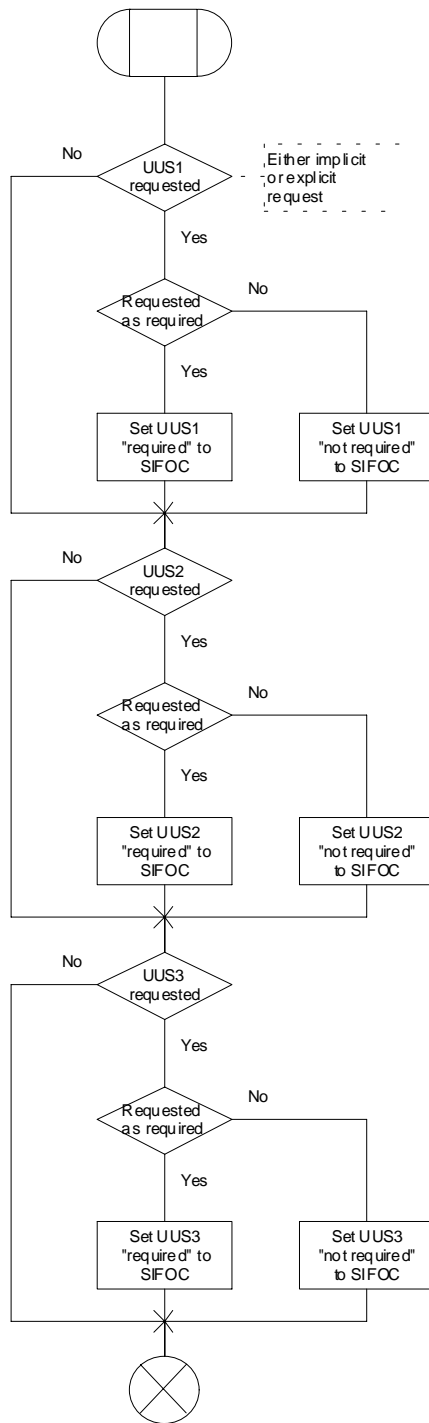 No
UUS1
requested
Either implicit
or explicit
request
Yes
Requested
as required
No
Yes
Set UUS1
"required" to
SIFOC
Set UUS1
"not required"
to SIFOC
No
UUS2
requested
Yes
Requested
as required
No
Yes
Set UUS2
"required" to
SIFOC
Set UUS2
"not required"
to SIFOC
No
UUS3
requested
Yes
Requested
as required
No
Yes
Set UUS3
"required" to
SIFOC
Set UUS3
"not required"
to SIFOC